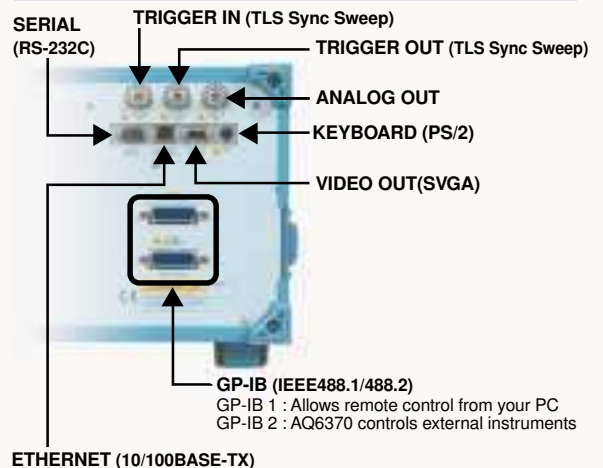 SERIAL
(RS-232C)
TRIGGER IN (TLS Sync Sweep)
TRIGGER OUT (TLS Sync Sweep)
ANALOG OUT
KEYBOARD (PS/2)
VIDEO OUT(SVGA)
GP-IB (IEEE488.1/488.2)
GP-IB 1 : Allows remote control from your PC
GP-IB 2 : AQ6370 controls external instruments
ETHERNET (10/100BASE-TX)